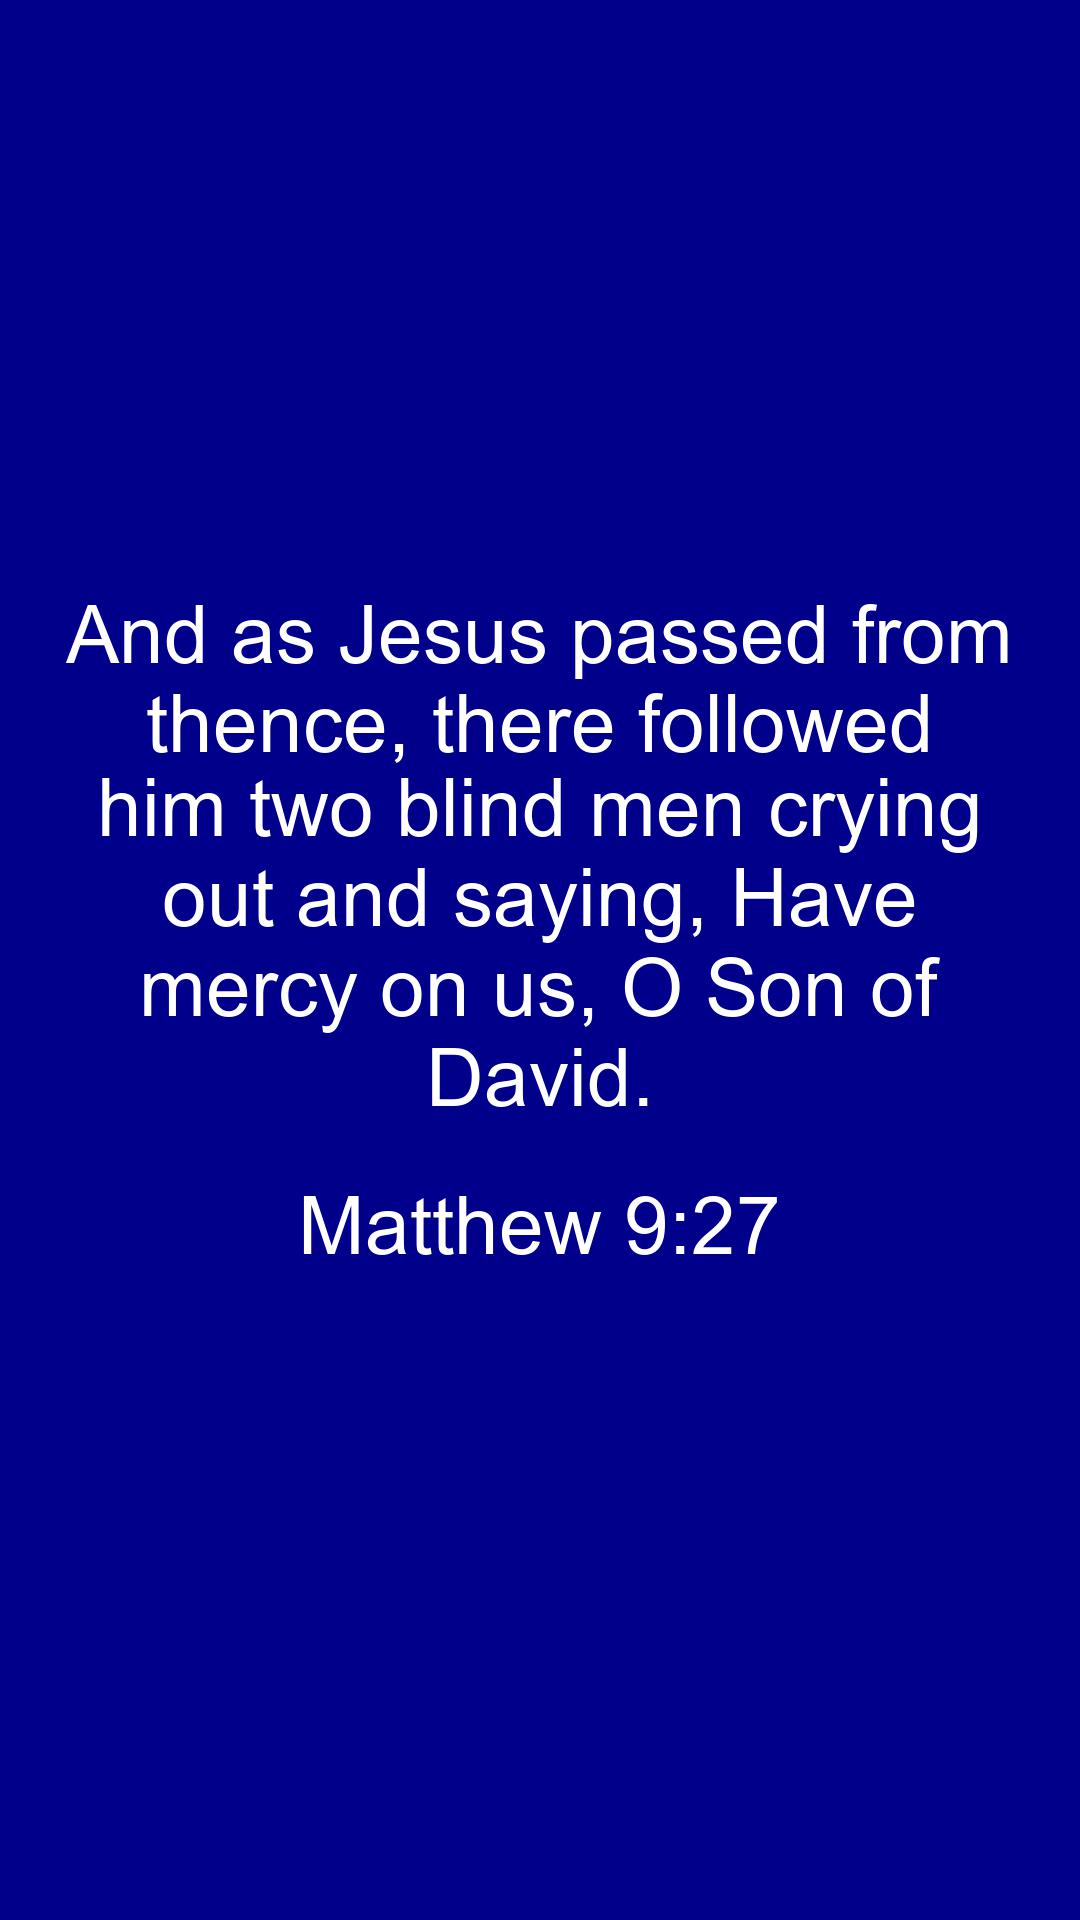 And as Jesus passed from
thence, there followed
him two blind men crying
out and saying, Have
mercy on us, O Son of
David.
Matthew 9:27